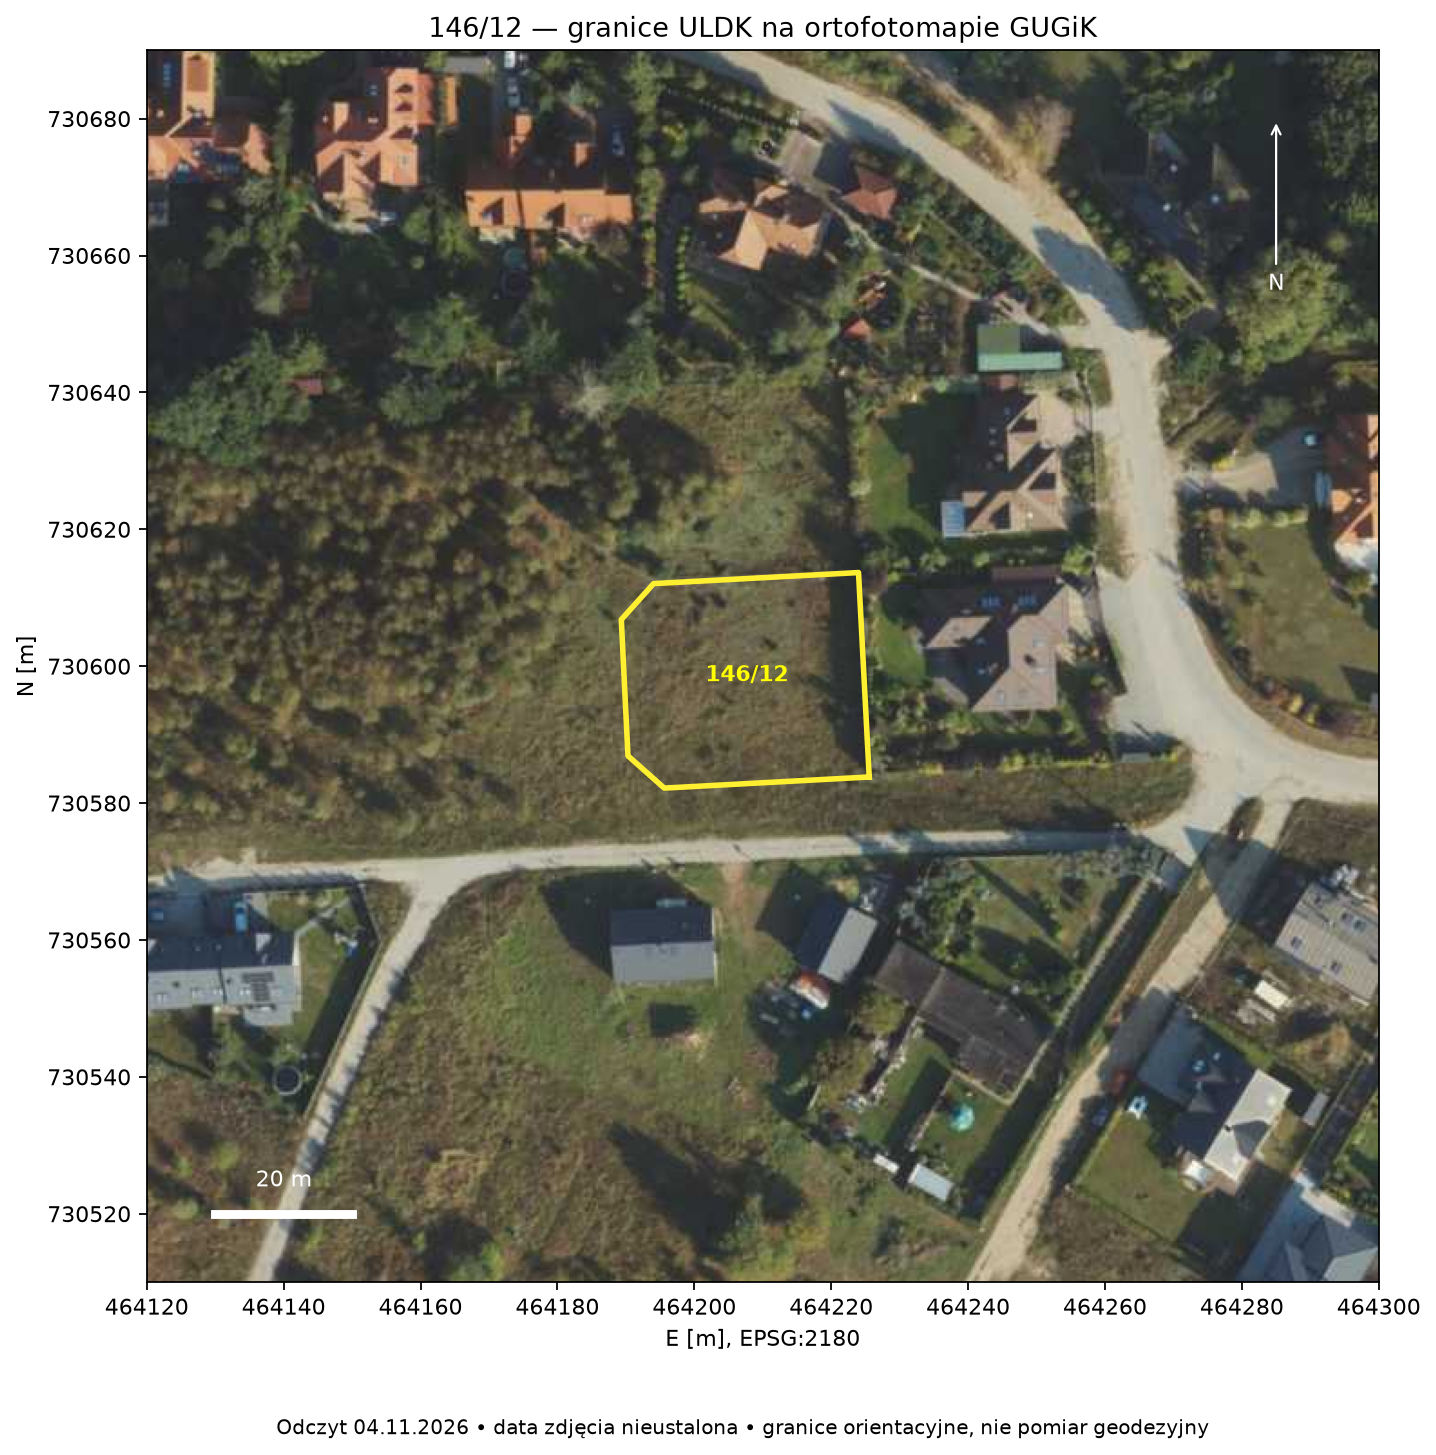 146/12 — granice ULDK na ortofotomapie GUGiK
730680
730660
730640
730620
730600
730580
730560
730540
730520
N [m]
N
146/12
20 m
464120 464140 464160 464180 464200 464220 464240 464260 464280 464300
E [m], EPSG:2180
Odczyt 04.11.2026 • data zdjęcia nieustalona • granice orientacyjne, nie pomiar geodezyjny